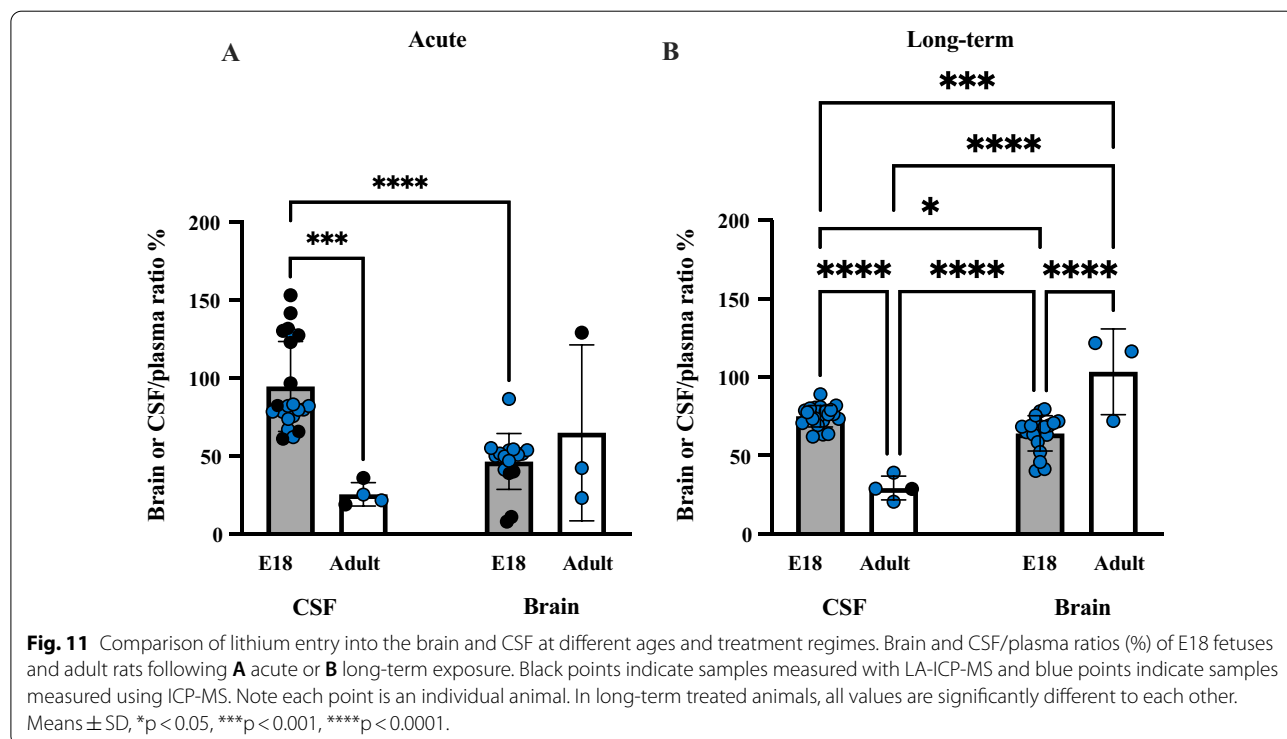 A
Acute
Brain or CSF/plasma ratio %
200
150
100
50
0
****
***
E18
Adult
E18
Adult
CSF
Brain
B
Long-term
Brain or CSF/plasma ratio %
200
150
100
50
0
***
****
*
****
****
****
E18
Adult
E18
Adult
CSF
Brain
Fig. 11 Comparison of lithium entry into the brain and CSF at different ages and treatment regimes. Brain and CSF/plasma ratios (%) of E18 fetuses
and adult rats following A acute or B long-term exposure. Black points indicate samples measured with LA-ICP-MS and blue points indicate samples
measured using ICP-MS. Note each point is an individual animal. In long-term treated animals, all values are significantly different to each other.
Means ± SD, *p < 0.05, ***p < 0.001, ****p < 0.0001.